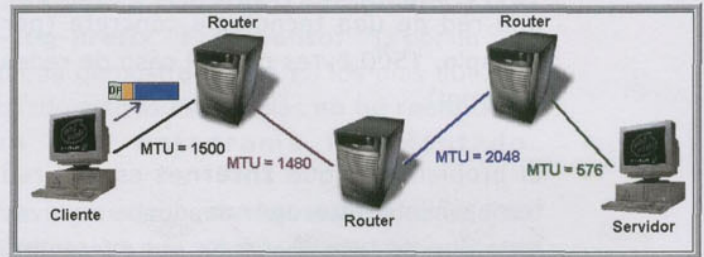 Router
Router
DF
MTU = 1500
MTU = 1480
MTU = 2048
MTU = 576
Cliente
Router
Servidor